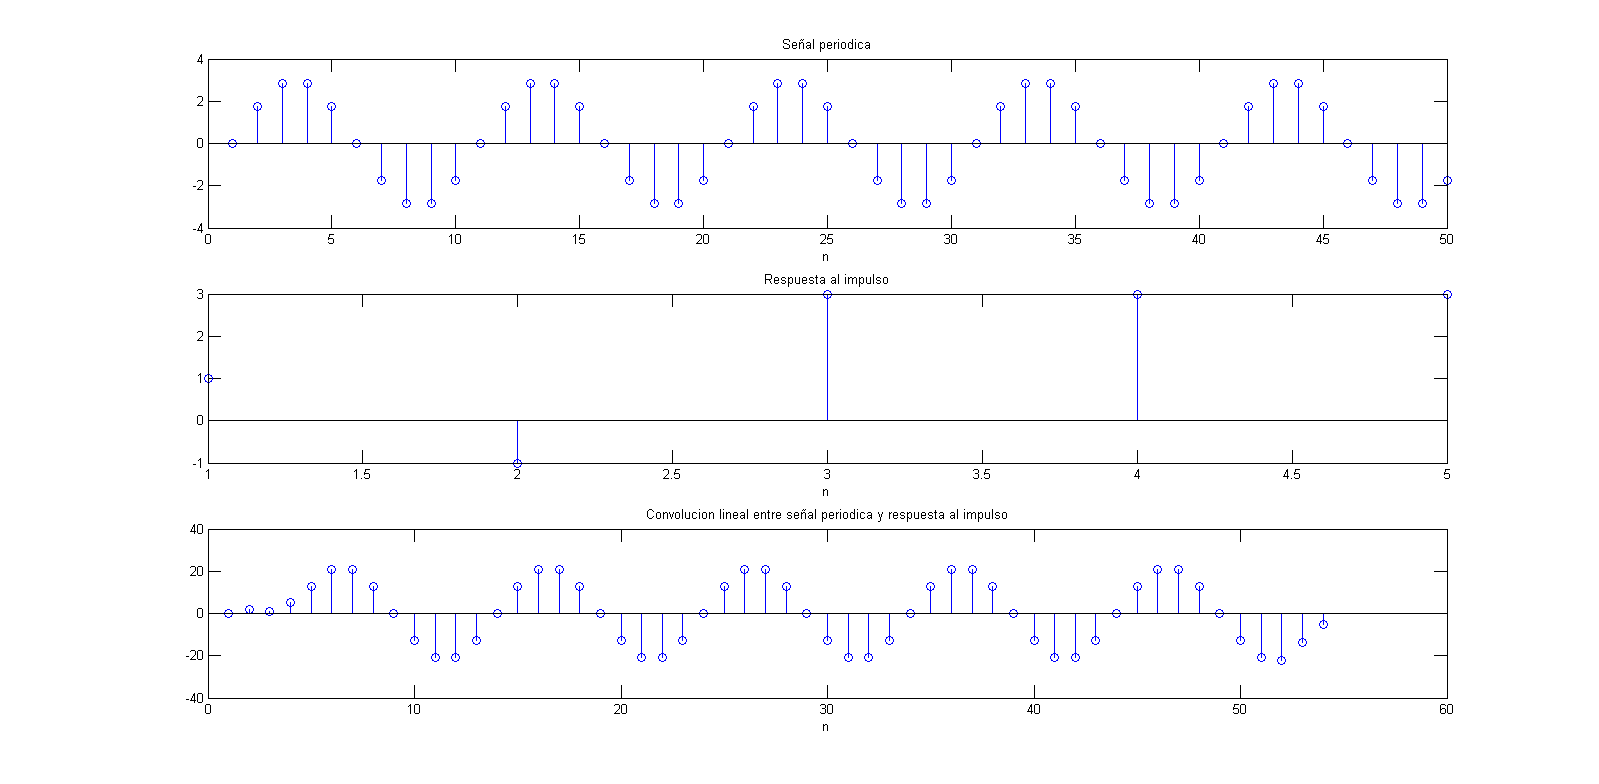 Señal periodica
4
2
0
-2
-4
0 5 10 15 20 25 30 35 40 45 50
n
Respuesta al impulso
3
2
1
0
-1
1 1.5 2 2.5 3 3.5 4 4.5 5
n
Convolucion lineal entre señal periodica y respuesta al impulso
40
20
0
-20
-40
0 10 20 30 40 50 60
n